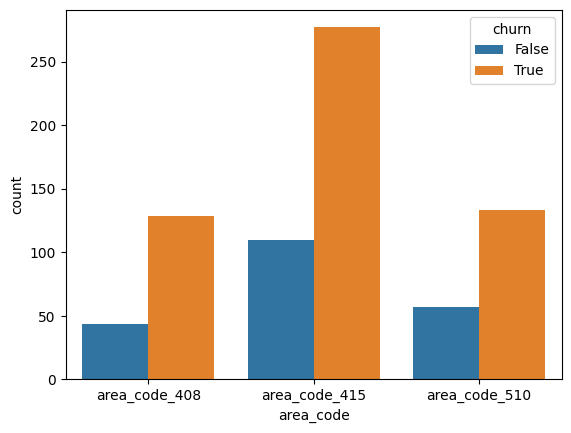 churn
False
True
250
200
150
100
50
0
count
area_code_408
area_code_415
area_code_510
area_code